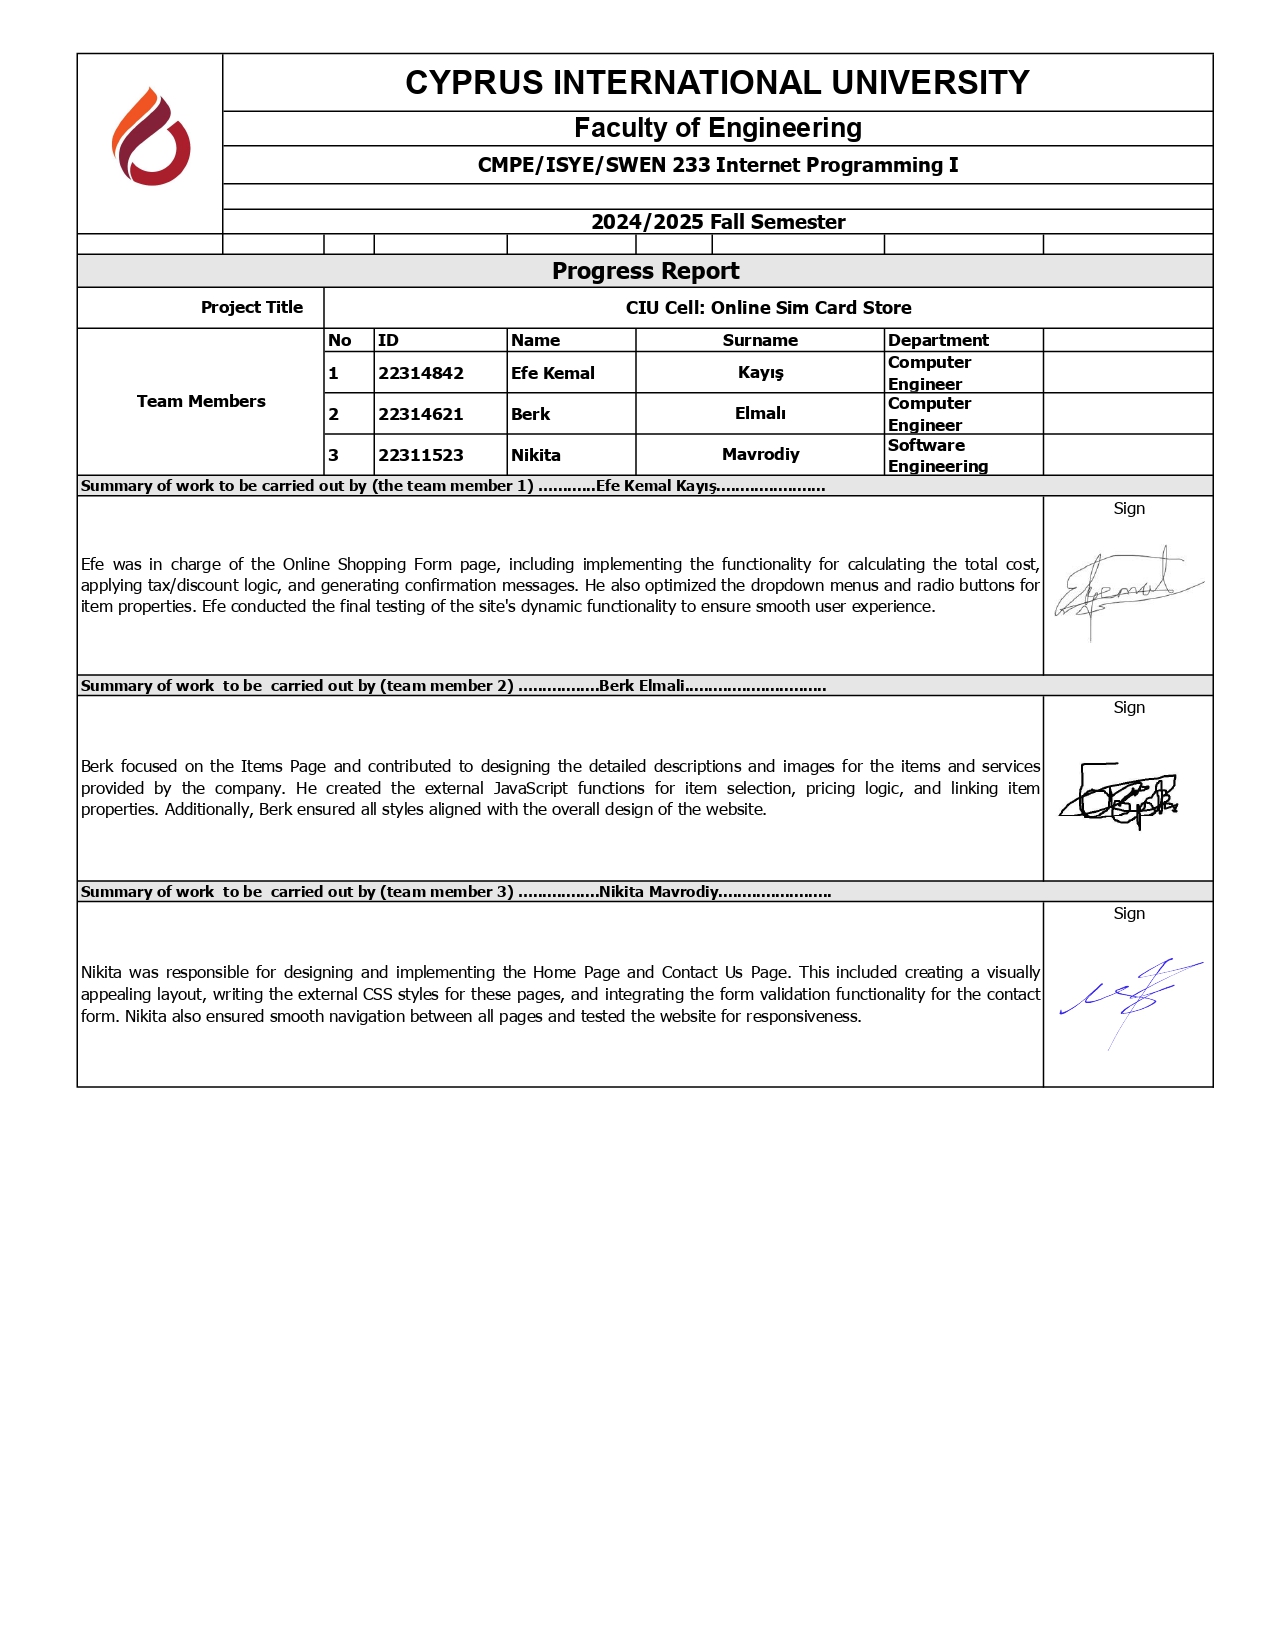 CYPRUS INTERNATIONAL UNIVERSITY
Faculty of Engineering
CMPE/ISYE/SWEN 233 Internet Programming I
2024/2025 Fall Semester
Progress Report
Project Title
CIU Cell: Online Sim Card Store
Team Members
No ID Name Surname Department
1 22314842 Efe Kemal Kayış Computer Engineer
2 22314621 Berk Elmalı Computer Engineer
3 22311523 Nikita Mavrodiy Software Engineering
Summary of work to be carried out by (the team member 1) ............Efe Kemal Kayış.......................
Sign
Efe was in charge of the Online Shopping Form page, including implementing the functionality for calculating the total cost,
applying tax/discount logic, and generating confirmation messages. He also optimized the dropdown menus and radio buttons for
item properties. Efe conducted the final testing of the site's dynamic functionality to ensure smooth user experience.
Summary of work to be carried out by (team member 2) .................Berk Elmali..............................
Sign
Berk focused on the Items Page and contributed to designing the detailed descriptions and images for the items and services
provided by the company. He created the external JavaScript functions for item selection, pricing logic, and linking item
properties. Additionally, Berk ensured all styles aligned with the overall design of the website.
Summary of work to be carried out by (team member 3) .................Nikita Mavrodiy........................
Sign
Nikita was responsible for designing and implementing the Home Page and Contact Us Page. This included creating a visually
appealing layout, writing the external CSS styles for these pages, and integrating the form validation functionality for the contact
form. Nikita also ensured smooth navigation between all pages and tested the website for responsiveness.